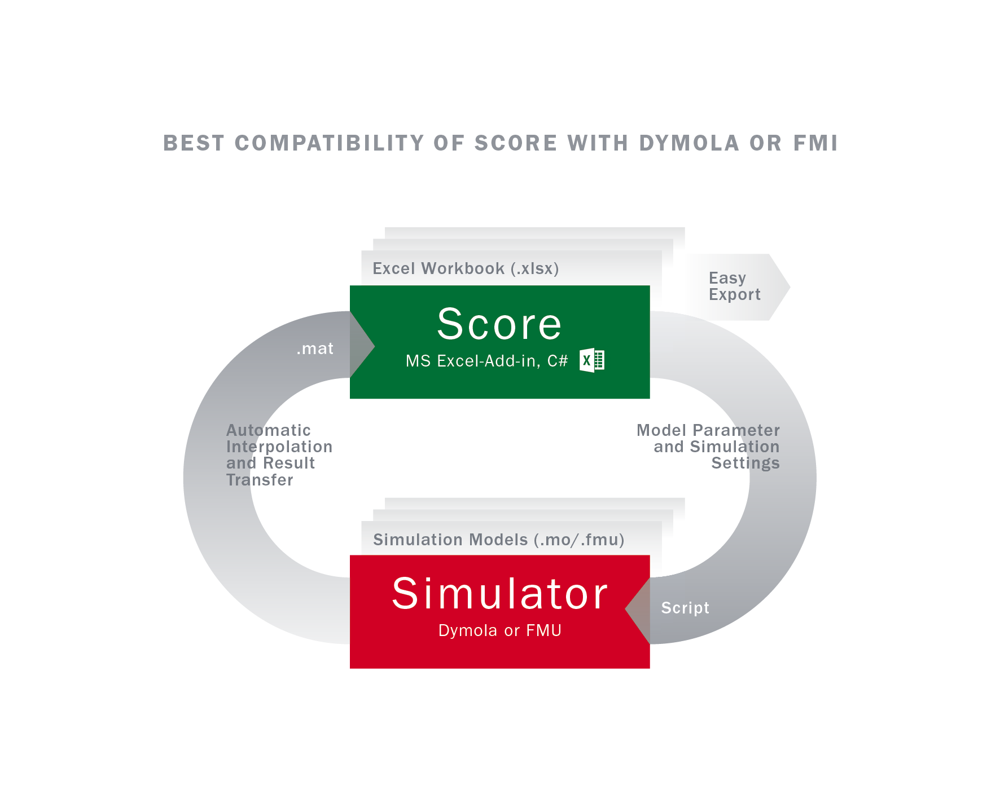 BEST COMPATIBILITY OF SCORE WITH DYMOLA OR FMI
Excel Workbook (.xlsx)
Easy
Export
Score
MS Excel-Add-in, C#
X
.mat
Automatic
Interpolation
and Result
Transfer
Model Parameter
and Simulation
Settings
Simulation Models (.mo/.fmu)
Simulator
Dymola or FMU
Script